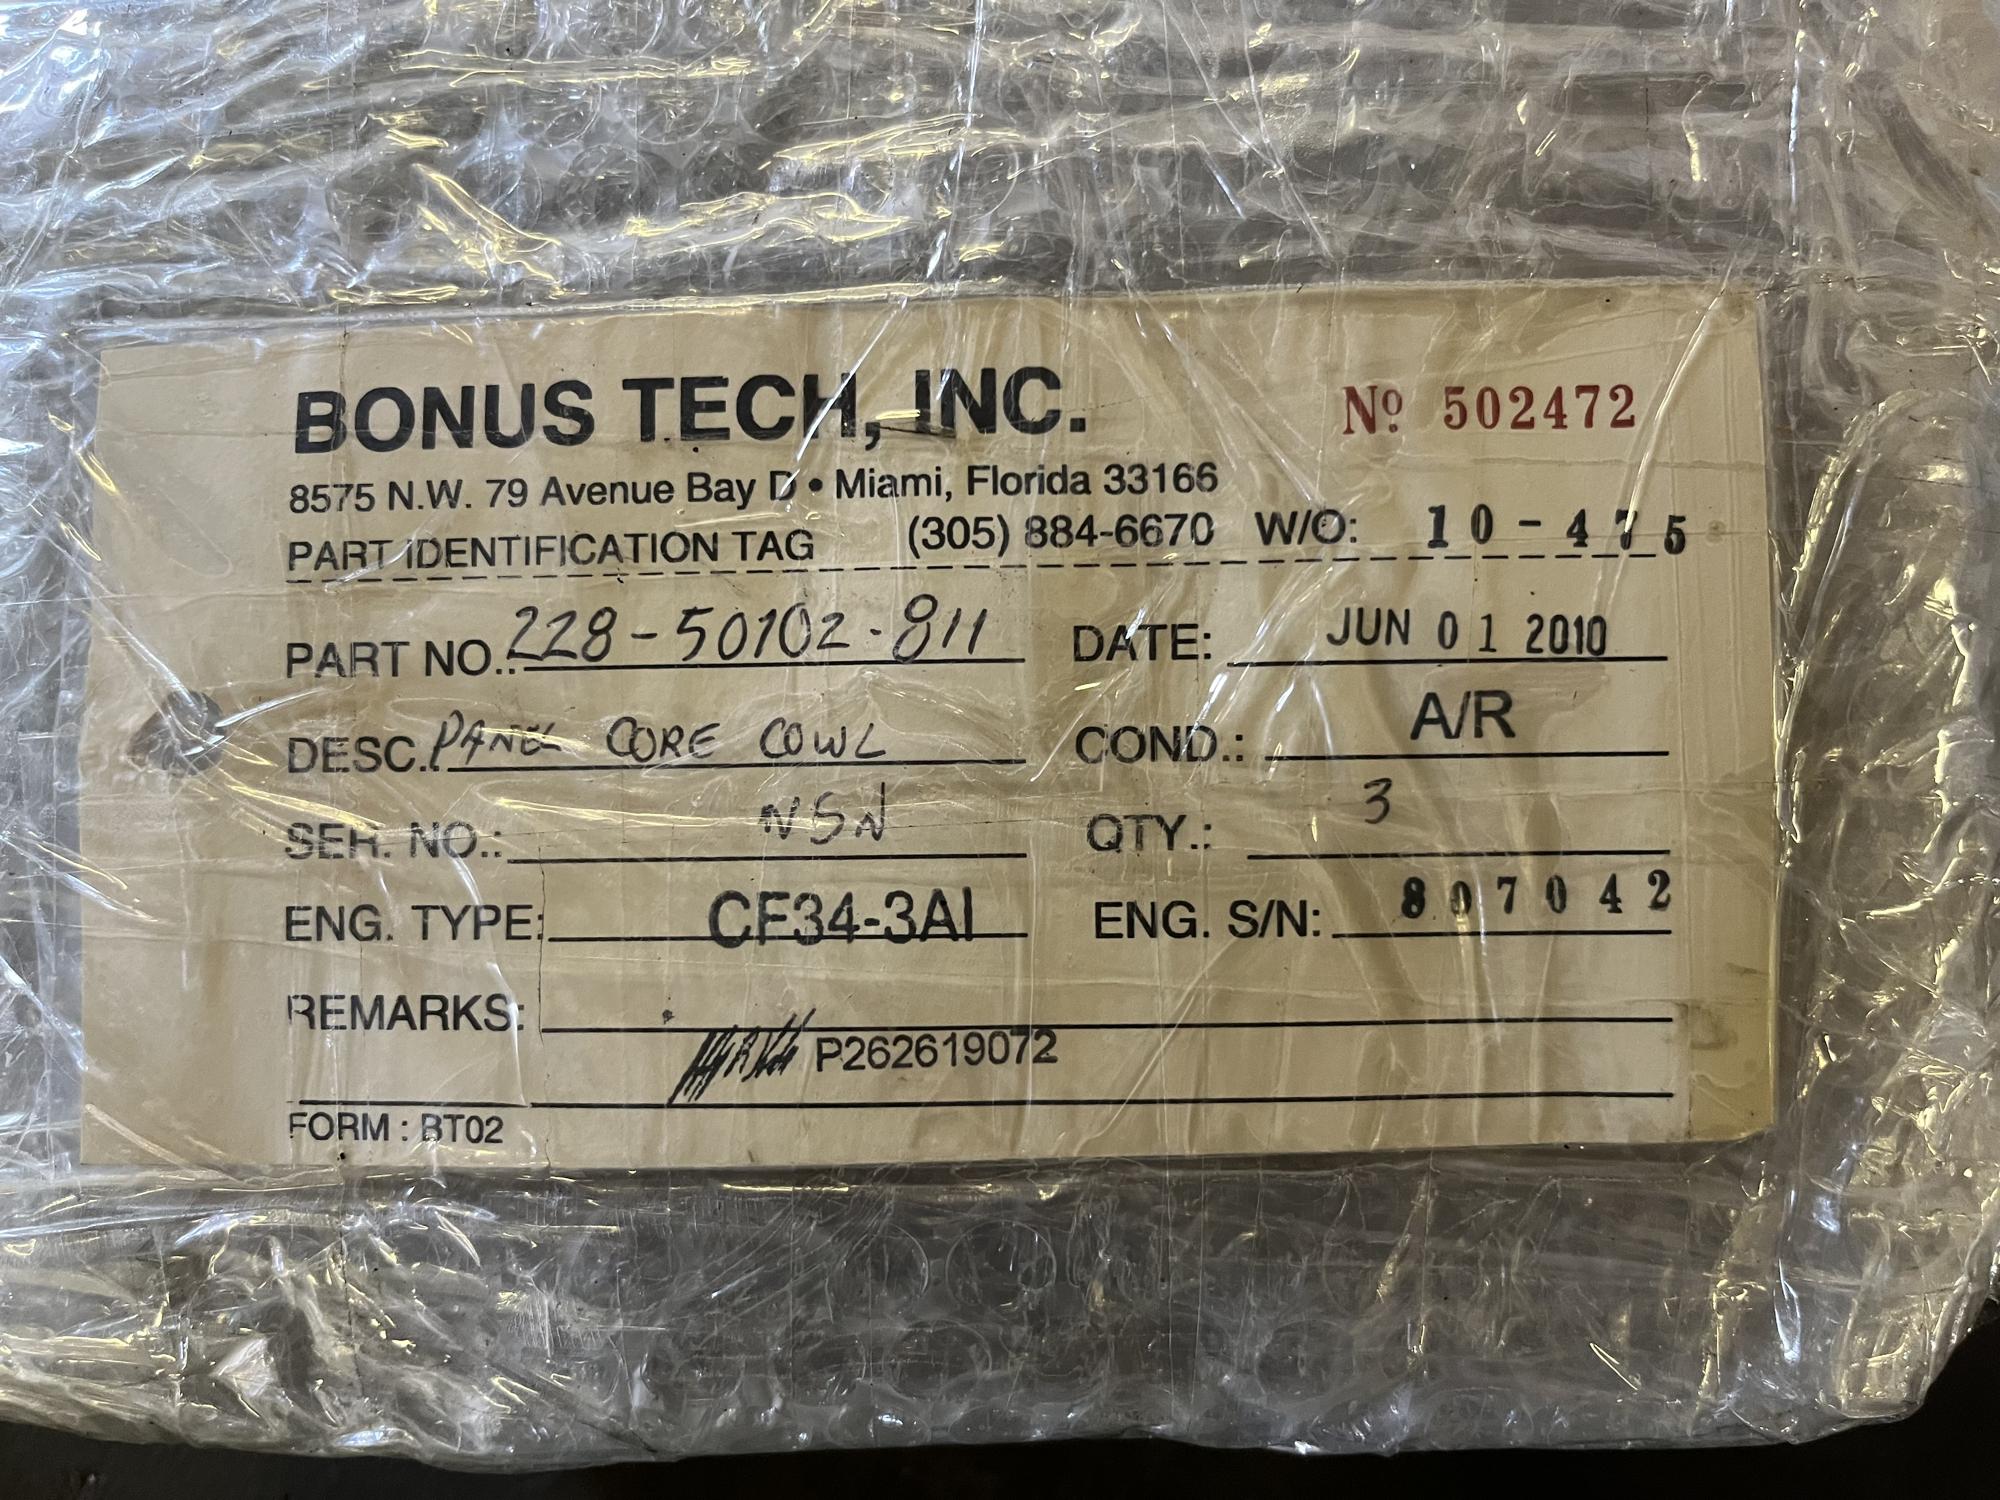 BONUS TECH, INC. Nº 502472
8575 N.W. 79 Avenue Bay D • Miami, Florida 33166
PART IDENTIFICATION TAG (305) 884-6670 W/O: 10-475
PART NO.: 228-50102-811 DATE: JUN 01 2010
DESC.: PANEL CORE COWL COND.: A/R
SER. NO.: NSN QTY.: 3
ENG. TYPE: CF34-3A1 ENG. S/N: 807042
REMARKS:
P262619072
FORM : BT02